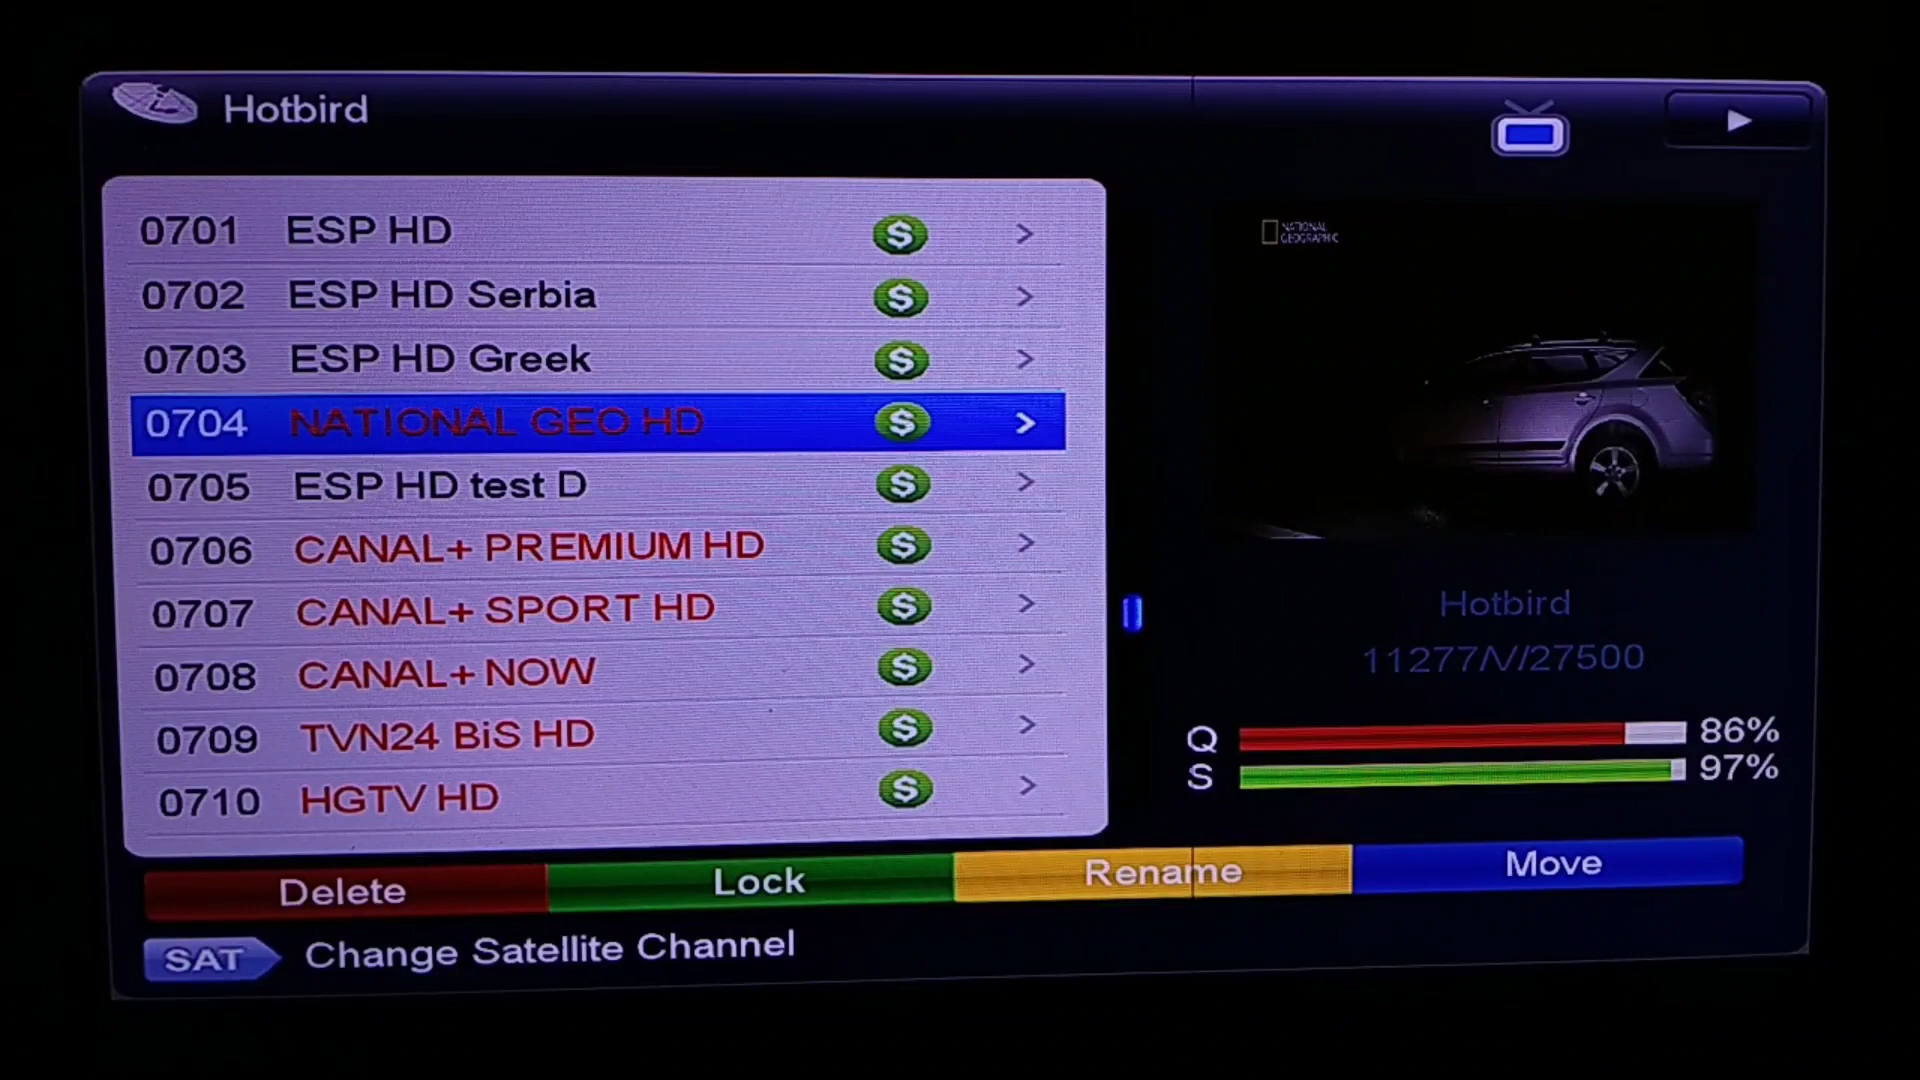 Hotbird
0701 ESP HD $ >
0702 ESP HD Serbia $ >
0703 ESP HD Greek $ >
0704 NATIONAL GEO HD $ >
0705 ESP HD test D $ >
0706 CANAL+ PREMIUM HD $ >
0707 CANAL+ SPORT HD $ >
0708 CANAL+ NOW $ >
0709 TVN24 BiS HD $ >
0710 HGTV HD $ >
NATIONAL
GEOGRAPHIC
Hotbird
11277/V/27500
Q 86%
S 97%
Delete Lock Rename Move
SAT Change Satellite Channel